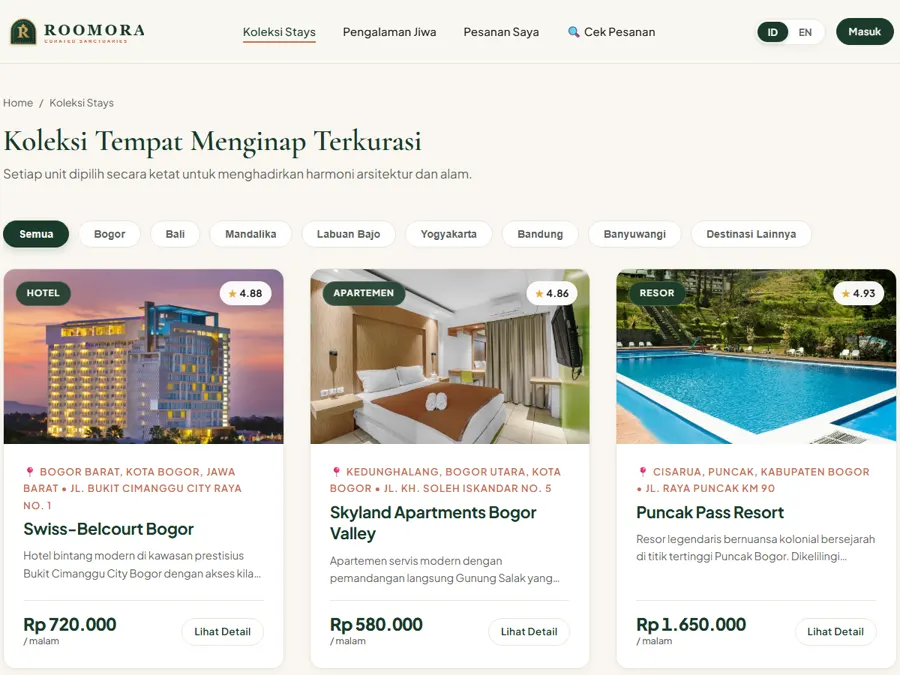 ROOMORA
CURATED SANCTUARIES
Koleksi Stays
Pengalaman Jiwa
Pesanan Saya
Cek Pesanan
ID
EN
Masuk
Home / Koleksi Stays
Koleksi Tempat Menginap Terkurasi
Setiap unit dipilih secara ketat untuk menghadirkan harmoni arsitektur dan alam.
Semua
Bogor
Bali
Mandalika
Labuan Bajo
Yogyakarta
Bandung
Banyuwangi
Destinasi Lainnya
HOTEL
★ 4.88
BOGOR BARAT, KOTA BOGOR, JAWA
BARAT • JL. BUKIT CIMANGGU CITY RAYA
NO. 1
Swiss-Belcourt Bogor
Hotel bintang modern di kawasan prestisius
Bukit Cimanggu City Bogor dengan akses kila...
Rp 720.000
/ malam
Lihat Detail
APARTEMEN
★ 4.86
KEDUNGHALANG, BOGOR UTARA, KOTA
BOGOR • JL. KH. SOLEH ISKANDAR NO. 5
Skyland Apartments Bogor
Valley
Apartemen servis modern dengan
pemandangan langsung Gunung Salak yang...
Rp 580.000
/ malam
Lihat Detail
RESOR
★ 4.93
CISARUA, PUNCAK, KABUPATEN BOGOR
• JL. RAYA PUNCAK KM 90
Puncak Pass Resort
Resor legendaris bernuansa kolonial bersejarah
di titik tertinggi Puncak Bogor. Dikelilingi...
Rp 1.650.000
/ malam
Lihat Detail